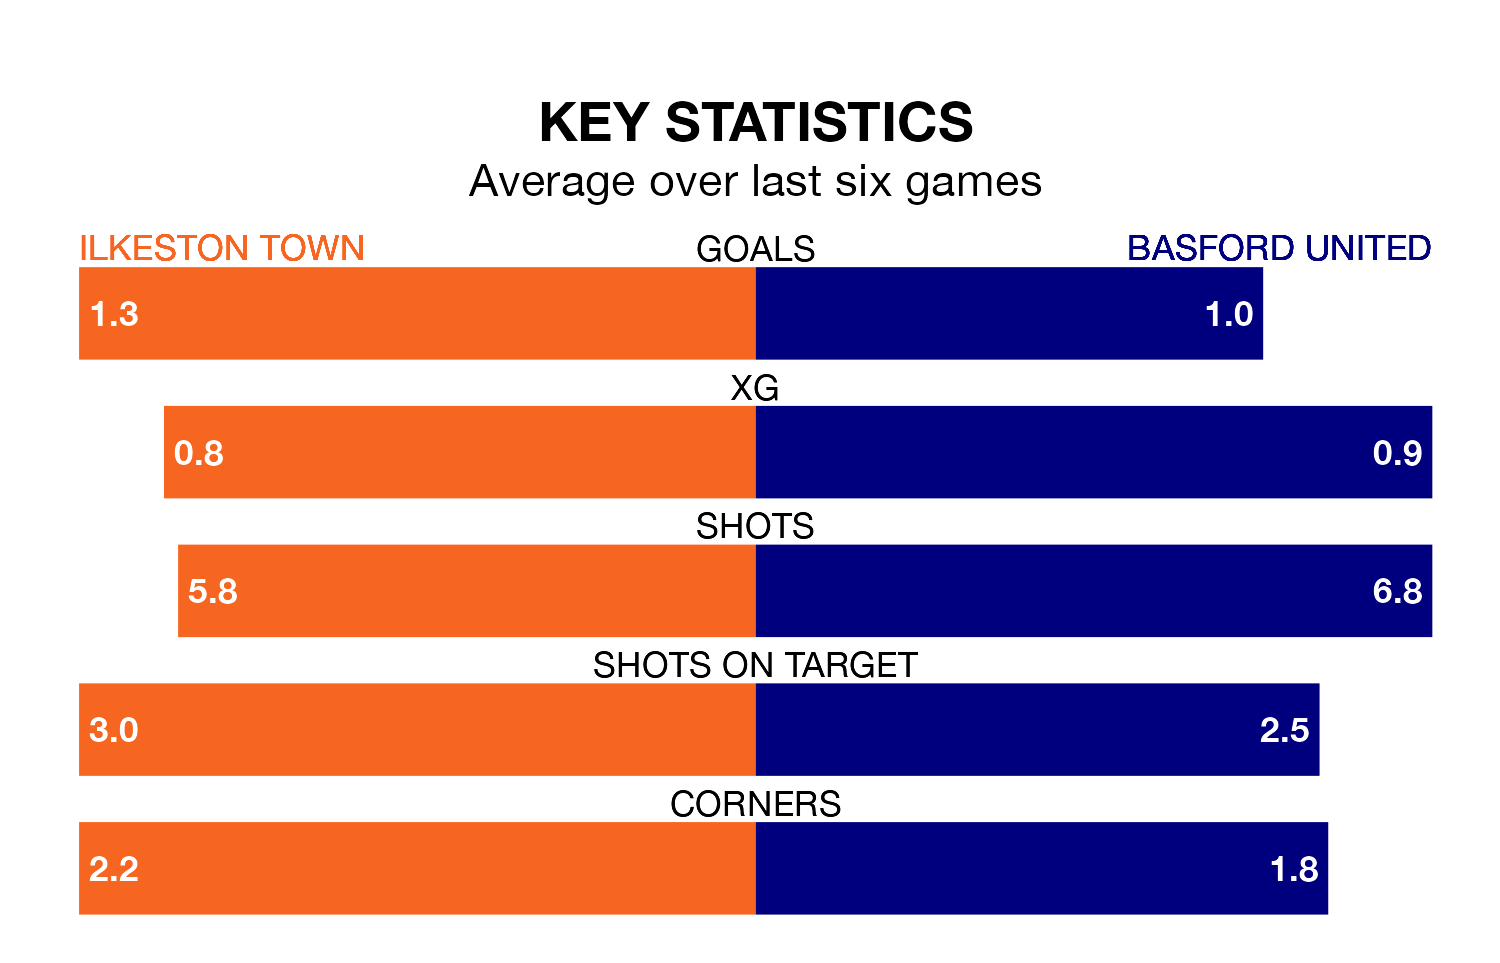 KEY STATISTICS
Average over last six games
ILKESTON TOWN GOALS BASFORD UNITED
1.3 1.0
XG
0.8 0.9
SHOTS
5.8 6.8
SHOTS ON TARGET
3.0 2.5
CORNERS
2.2 1.8